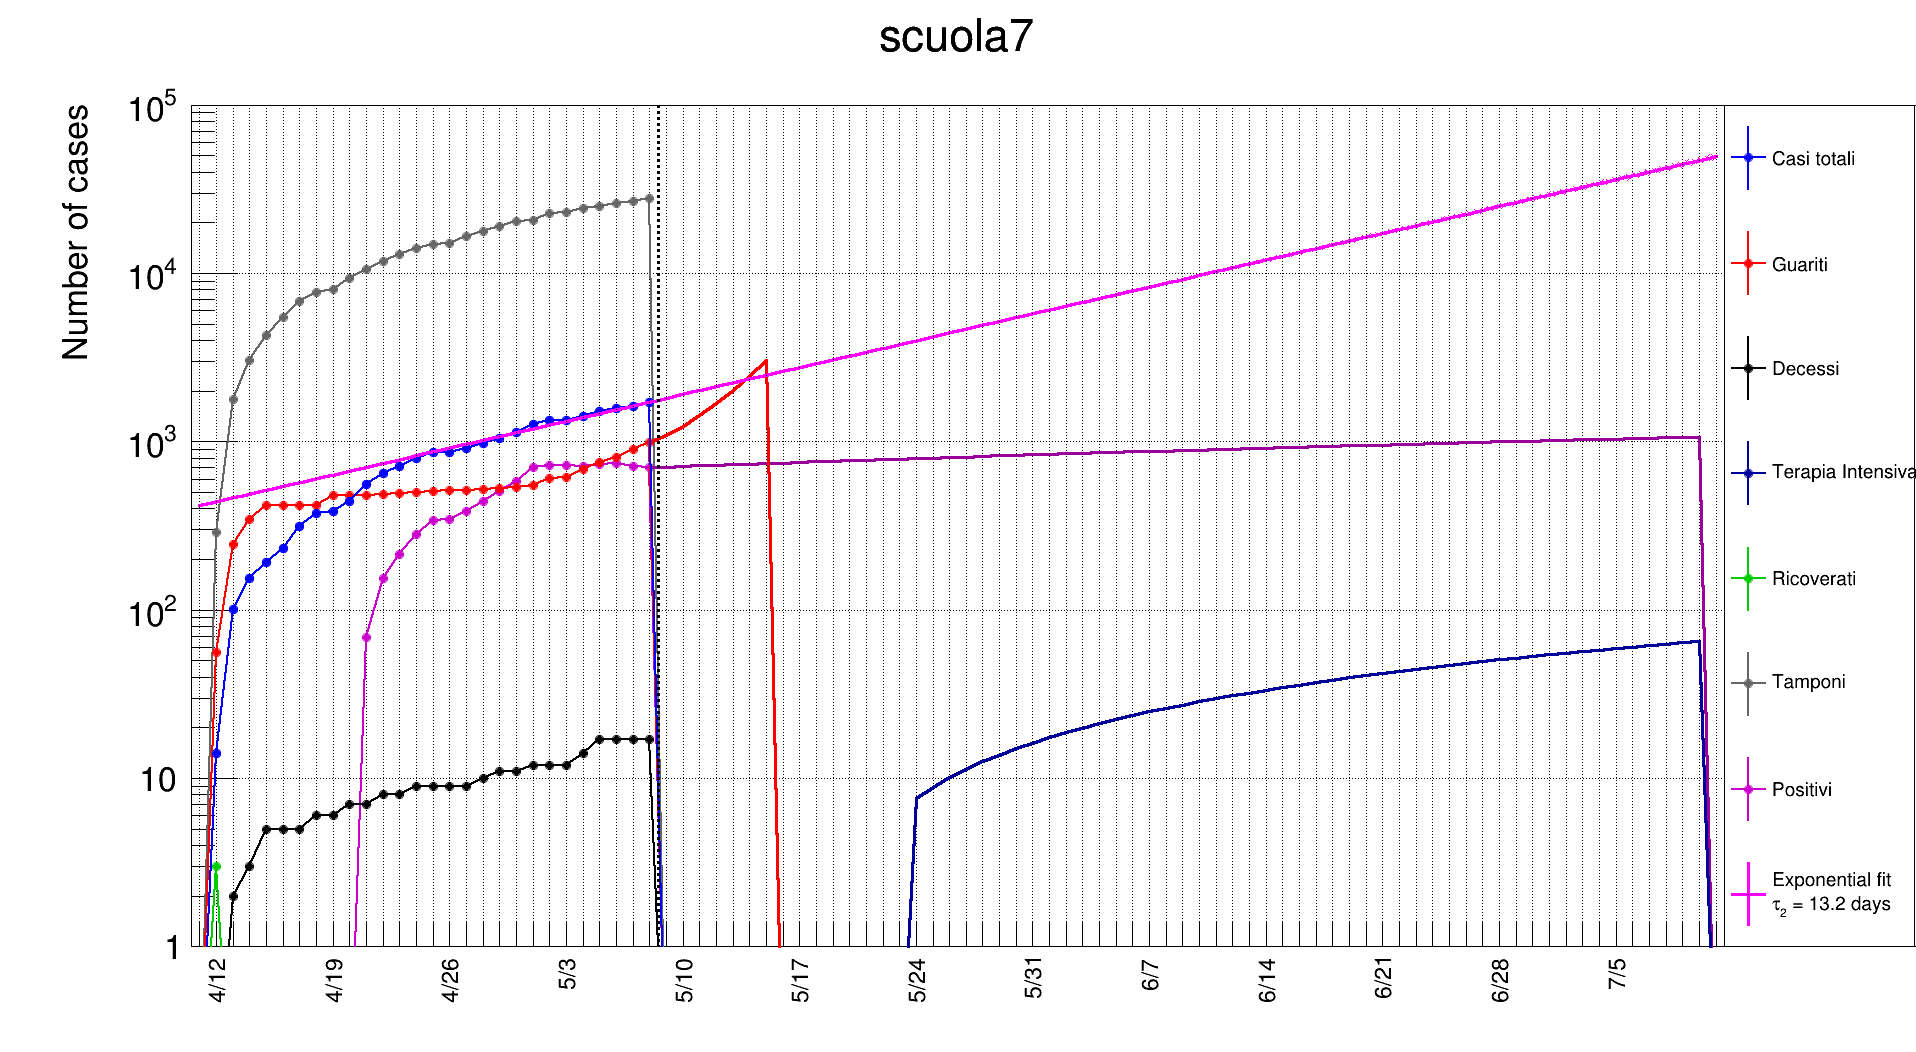 scuola7
Number of cases
10^5
10^4
10^3
10^2
10
1
4/12
4/19
4/26
5/3
5/10
5/17
5/24
5/31
6/7
6/14
6/21
6/28
7/5
Casi totali
Guariti
Decessi
Terapia Intensiva
Ricoverati
Tamponi
Positivi
Exponential fit
τ₂ = 13.2 days